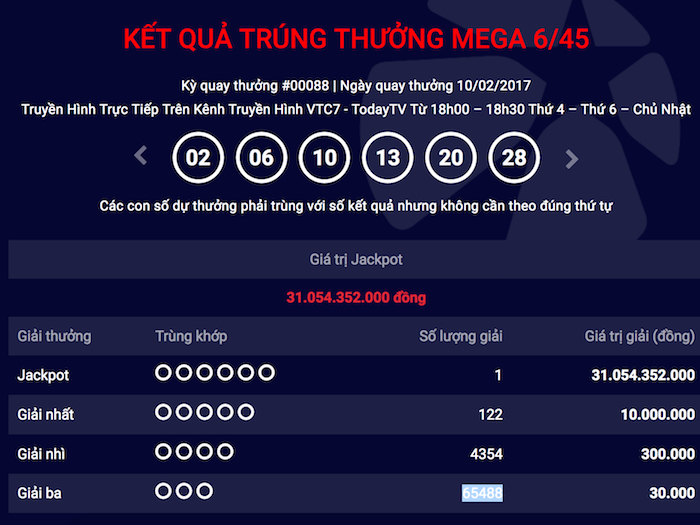 KẾT QUẢ TRÚNG THƯỞNG MEGA 6/45
Kỳ quay thưởng #00088 | Ngày quay thưởng 10/02/2017
Truyền Hình Trực Tiếp Trên Kênh Truyền Hình VTC7 - TodayTV Từ 18h00 – 18h30 Thứ 4 – Thứ 6 – Chủ Nhật
02 06 10 13 20 28
Các con số dự thưởng phải trùng với số kết quả nhưng không cần theo đúng thứ tự
Giá trị Jackpot
31.054.352.000 đồng
Giải thưởng Trùng khớp Số lượng giải Giá trị giải (đồng)
Jackpot 1 31.054.352.000
Giải nhất 122 10.000.000
Giải nhì 4354 300.000
Giải ba 65488 30.000